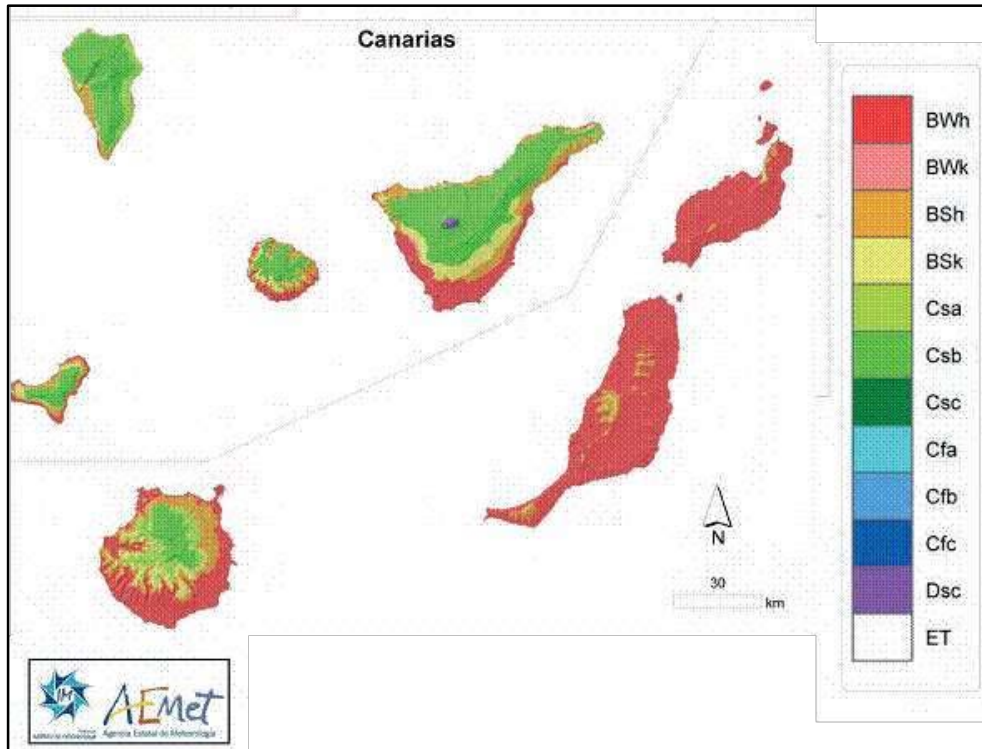 Canarias
BWh
BWk
BSh
BSk
Csa
Csb
Csc
Cfa
Cfb
Cfc
Dsc
ET
N
30
km
IM
AEMet
Agencia Estatal de Meteorología